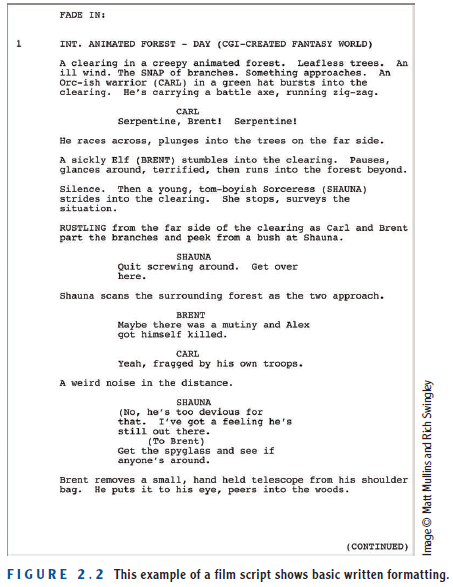 FADE IN:
1 INT. ANIMATED FOREST - DAY (CGI-CREATED FANTASY WORLD)
A clearing in a creepy animated forest. Leafless trees. An
ill wind. The SNAP of branches. Something approaches. An
Orc-ish warrior (CARL) in a green hat bursts into the
clearing. He's carrying a battle axe, running zig-zag.
CARL
Serpentine, Brent! Serpentine!
He races across, plunges into the trees on the far side.
A sickly Elf (BRENT) stumbles into the clearing. Pauses,
glances around, terrified, then runs into the forest beyond.
Silence. Then a young, tom-boyish Sorceress (SHAUNA)
strides into the clearing. She stops, surveys the
situation.
RUSTLING from the far side of the clearing as Carl and Brent
part the branches and peek from a bush at Shauna.
SHAUNA
Quit screwing around. Get over
here.
Shauna scans the surrounding forest as the two approach.
BRENT
Maybe there was a mutiny and Alex
got himself killed.
CARL
Yeah, fragged by his own troops.
A weird noise in the distance.
SHAUNA
(No, he's too devious for
that. I've got a feeling he's
still out there.
(To Brent)
Get the spyglass and see if
anyone's around.
Brent removes a small, hand held telescope from his shoulder
bag. He puts it to his eye, peers into the woods.
(CONTINUED)
Image © Matt Mullins and Rich Swingley
FIGURE 2.2 This example of a film script shows basic written formatting.